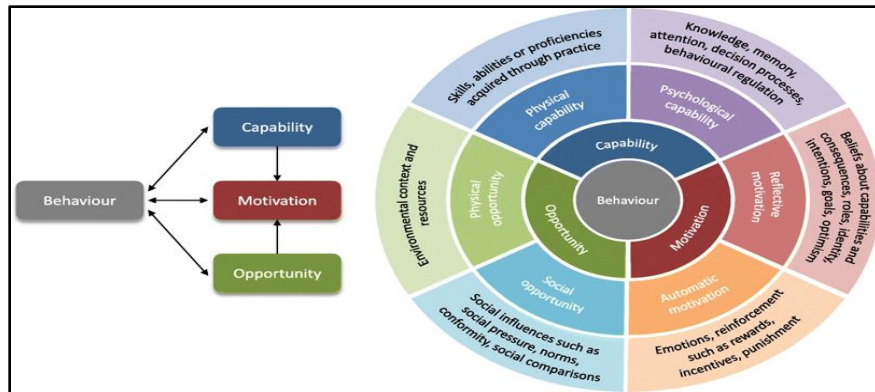 Capability
Behaviour
Motivation
Opportunity
Skills, abilities or proficiencies
acquired through practice
Knowledge, memory,
attention, decision processes,
behavioural regulation
Physical
capability
Psychological
capability
Capability
Environmental context and
resources
Physical
opportunity
Opportunity
Behaviour
Motivation
Reflective
motivation
Beliefs about capabilities and
consequences, roles, identity,
intentions, goals, optimism
Social
opportunity
Automatic
motivation
Social influences such as
social pressure, norms,
conformity, social comparisons
Emotions, reinforcement
such as rewards,
incentives, punishment